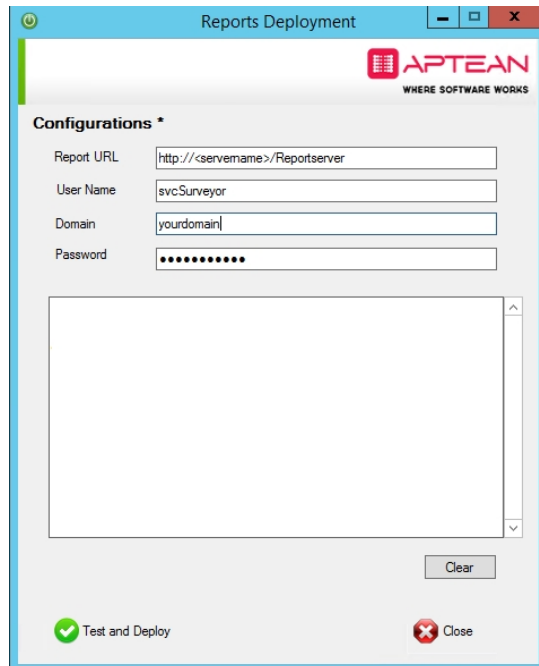 Reports Deployment
APTEAN
WHERE SOFTWARE WORKS
Configurations *
Report URL http://<servername>/Reportserver
User Name svcSurveyor
Domain yourdomain
Password •••••••••••
Clear
Test and Deploy Close